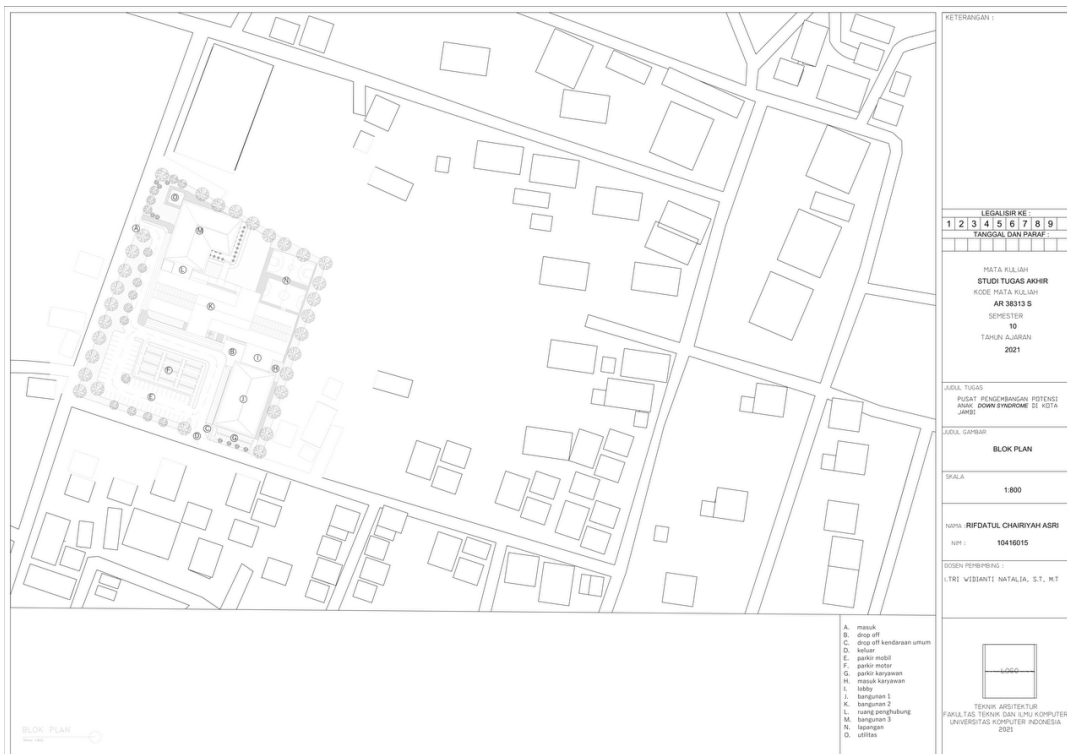 O
M
A
L
N
K
B
I
F
H
E
J
C
D
G
BLOK PLAN
A. masuk
B. drop off
C. drop off kendaraan umum
D. keluar
E. parkir mobil
F. parkir motor
G. parkir karyawan
H. masuk karyawan
I. lobby
J. bangunan 1
K. bangunan 2
L. ruang penghubung
M. bangunan 3
N. lapangan
O. utilitas
KETERANGAN :
LEGALISIR KE :
1 2 3 4 5 6 7 8 9
TANGGAL DAN PARAF :
MATA KULIAH
STUDI TUGAS AKHIR
KODE MATA KULIAH
AR 38313 S
SEMESTER
10
TAHUN AJARAN
2021
JUDUL TUGAS
PUSAT PENGEMBANGAN POTENSI
ANAK DOWN SYNDROME DI KOTA
JAMBI
JUDUL GAMBAR
BLOK PLAN
SKALA
1:800
NAMA : RIFDATUL CHAIRIYAH ASRI
NIM : 10416015
DOSEN PEMBIMBING :
1.TRI WIDIANTI NATALIA, S.T, M.T
LOGO
TEKNIK ARSITEKTUR
FAKULTAS TEKNIK DAN ILMU KOMPUTER
UNIVERSITAS KOMPUTER INDONESIA
2021